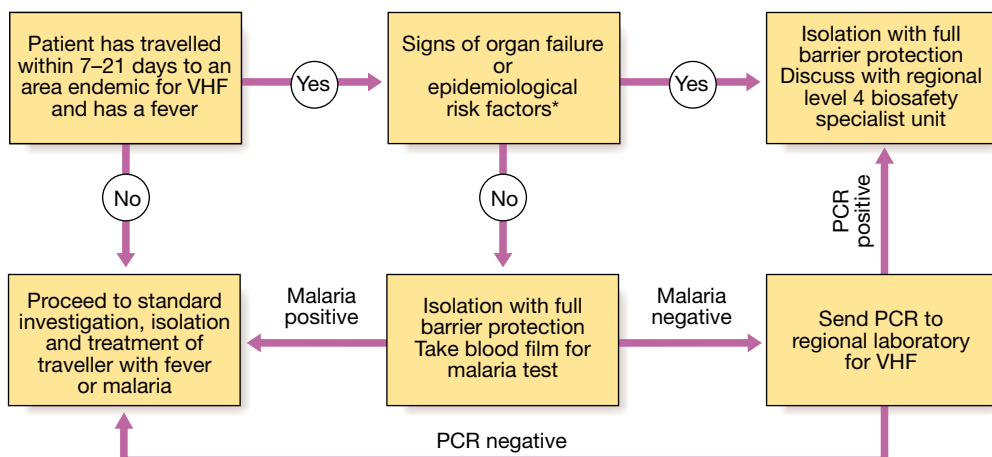 Patient has travelled
within 7–21 days to an
area endemic for VHF
and has a fever
Yes
Signs of organ failure
or
epidemiological
risk factors*
Yes
Isolation with full
barrier protection
Discuss with regional
level 4 biosafety
specialist unit
No
No
PCR
positive
Proceed to standard
investigation, isolation
and treatment of
traveller with fever
or malaria
Malaria
positive
Isolation with full
barrier protection
Take blood film for
malaria test
Malaria
negative
Send PCR to
regional laboratory
for VHF
PCR negative